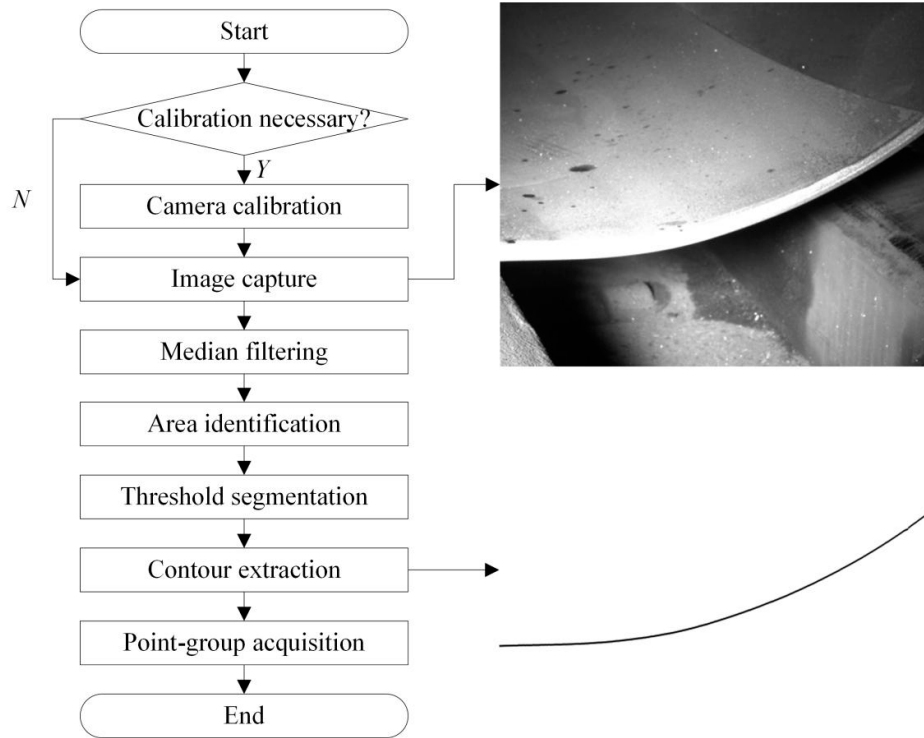 Start
Calibration necessary?
Y
N
Camera calibration
Image capture
Median filtering
Area identification
Threshold segmentation
Contour extraction
Point-group acquisition
End